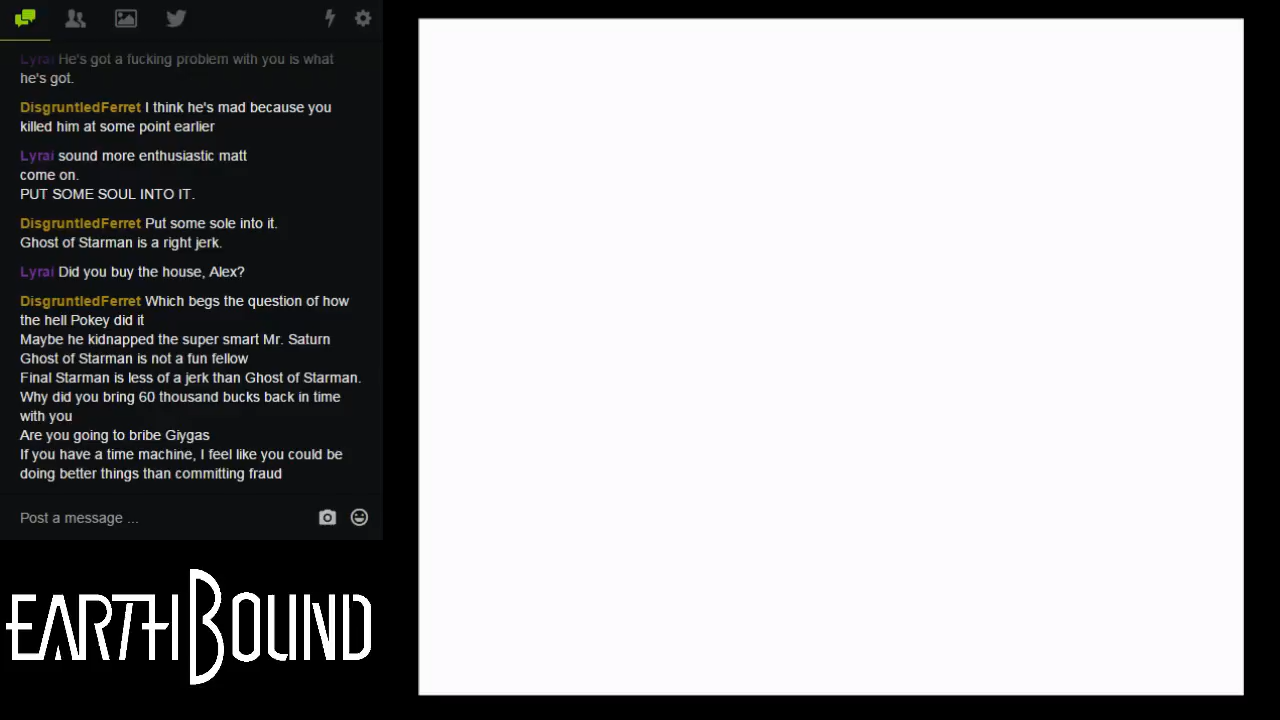 Lyrai He's got a fucking problem with you is what
he's got.
DisgruntledFerret I think he's mad because you
killed him at some point earlier
Lyrai sound more enthusiastic matt
come on.
PUT SOME SOUL INTO IT.
DisgruntledFerret Put some sole into it.
Ghost of Starman is a right jerk.
Lyrai Did you buy the house, Alex?
DisgruntledFerret Which begs the question of how
the hell Pokey did it
Maybe he kidnapped the super smart Mr. Saturn
Ghost of Starman is not a fun fellow
Final Starman is less of a jerk than Ghost of Starman.
Why did you bring 60 thousand bucks back in time
with you
Are you going to bribe Giygas
If you have a time machine, I feel like you could be
doing better things than committing fraud
Post a message ...
EARTHBOUND